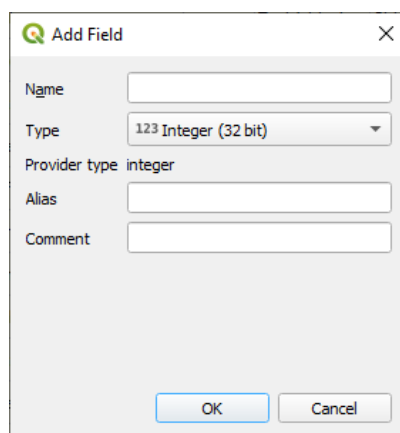 Add Field
Name
Type 123 Integer (32 bit)
Provider type integer
Alias
Comment
OK Cancel